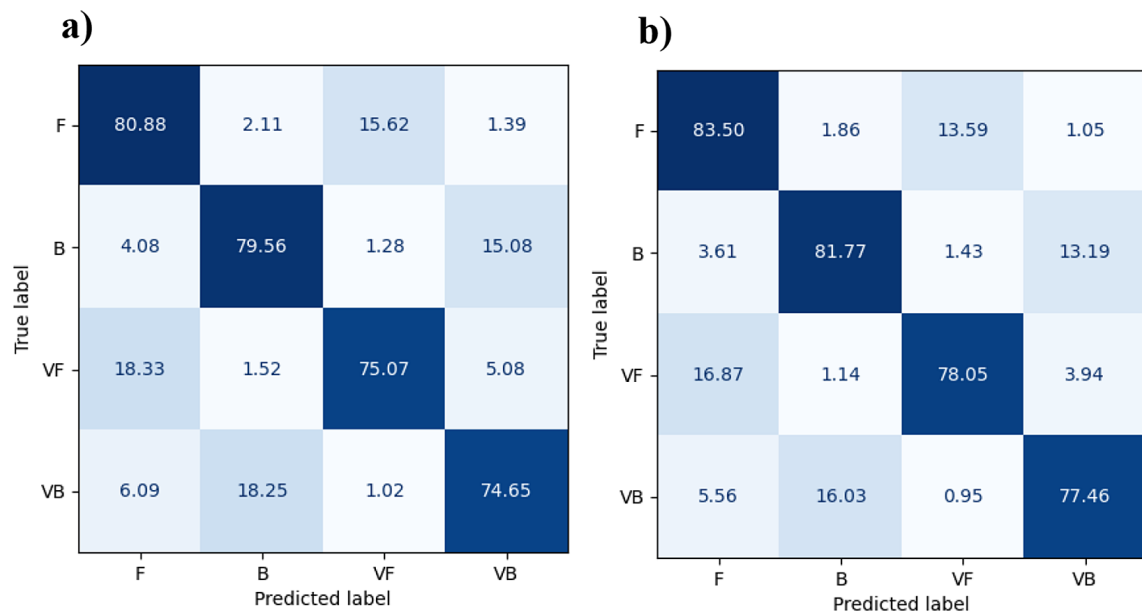 a)
True label
F 80.88 2.11 15.62 1.39
B 4.08 79.56 1.28 15.08
VF 18.33 1.52 75.07 5.08
VB 6.09 18.25 1.02 74.65
F B VF VB
Predicted label
b)
True label
F 83.50 1.86 13.59 1.05
B 3.61 81.77 1.43 13.19
VF 16.87 1.14 78.05 3.94
VB 5.56 16.03 0.95 77.46
F B VF VB
Predicted label